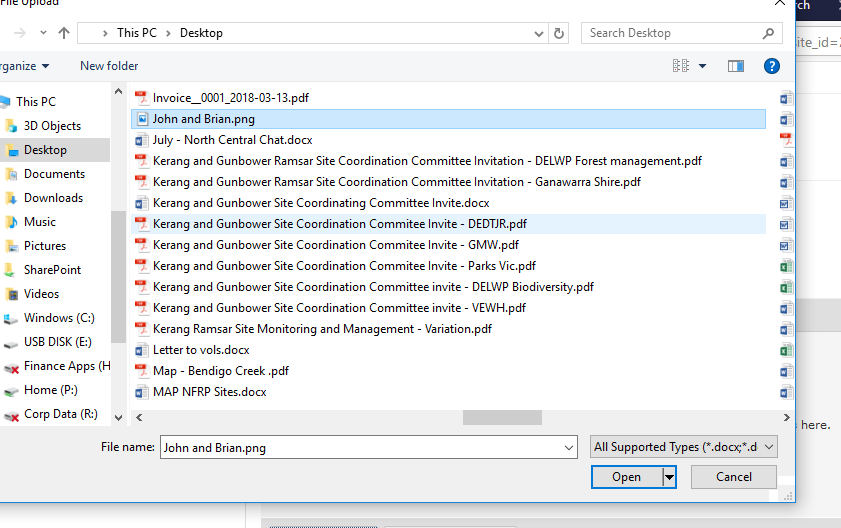 File Upload
rch
This PC > Desktop
Search Desktop
site_id=
rganize
New folder
This PC
3D Objects
Desktop
Documents
Downloads
Music
Pictures
SharePoint
Videos
Windows (C:)
USB DISK (E:)
Finance Apps (H
Home (P:)
Corp Data (R:)
Invoice__0001_2018-03-13.pdf
John and Brian.png
July - North Central Chat.docx
Kerang and Gunbower Ramsar Site Coordination Committee Invitation - DELWP Forest management.pdf
Kerang and Gunbower Ramsar Site Coordination Committee Invitation - Ganawarra Shire.pdf
Kerang and Gunbower Site Coordinating Committee Invite.docx
Kerang and Gunbower Site Coordination Commitee Invite - DEDTJR.pdf
Kerang and Gunbower Site Coordination Commitee Invite - GMW.pdf
Kerang and Gunbower Site Coordination Commitee Invite - Parks Vic.pdf
Kerang and Gunbower Site Coordination Committee invite - DELWP Biodiversity.pdf
Kerang and Gunbower Site Coordination Committee invite - VEWH.pdf
Kerang Ramsar Site Monitoring and Management - Variation.pdf
Letter to vols.docx
Map - Bendigo Creek .pdf
MAP NFRP Sites.docx
here.
File name:
John and Brian.png
All Supported Types (*.docx;*.d
Open
Cancel